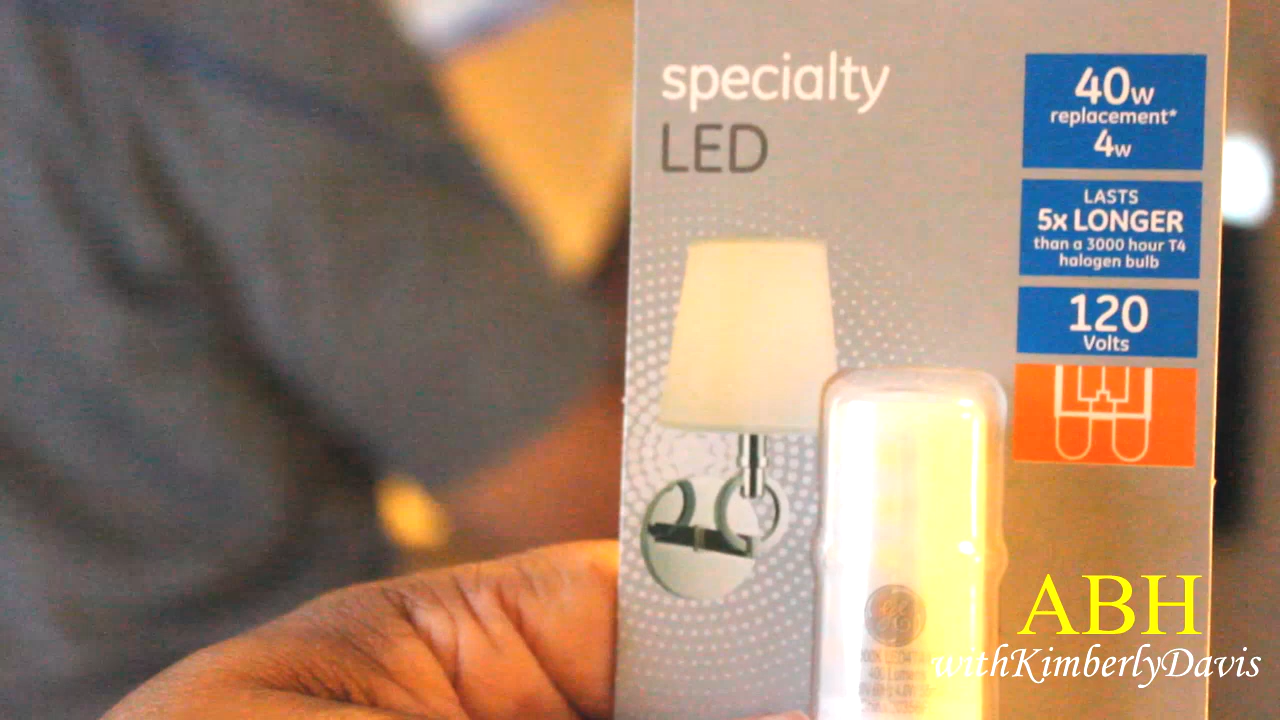 specialty
LED
40w
replacement*
4w
LASTS
5x LONGER
than a 3000 hour T4
halogen bulb
120
Volts
ABH
withKimberlyDavis